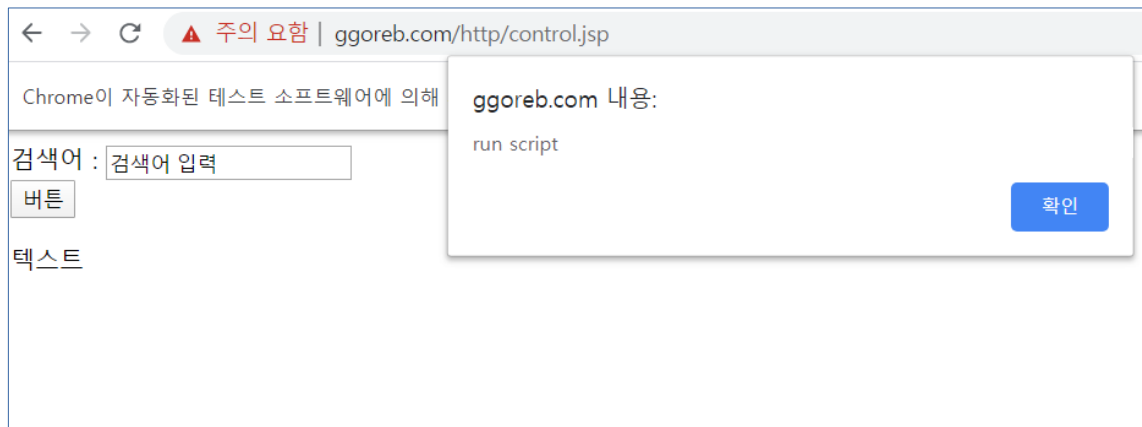 주의 요함 | ggoreb.com/http/control.jsp
Chrome이 자동화된 테스트 소프트웨어에 의해
ggoreb.com 내용:
run script
확인
검색어 : 검색어 입력
버튼
텍스트